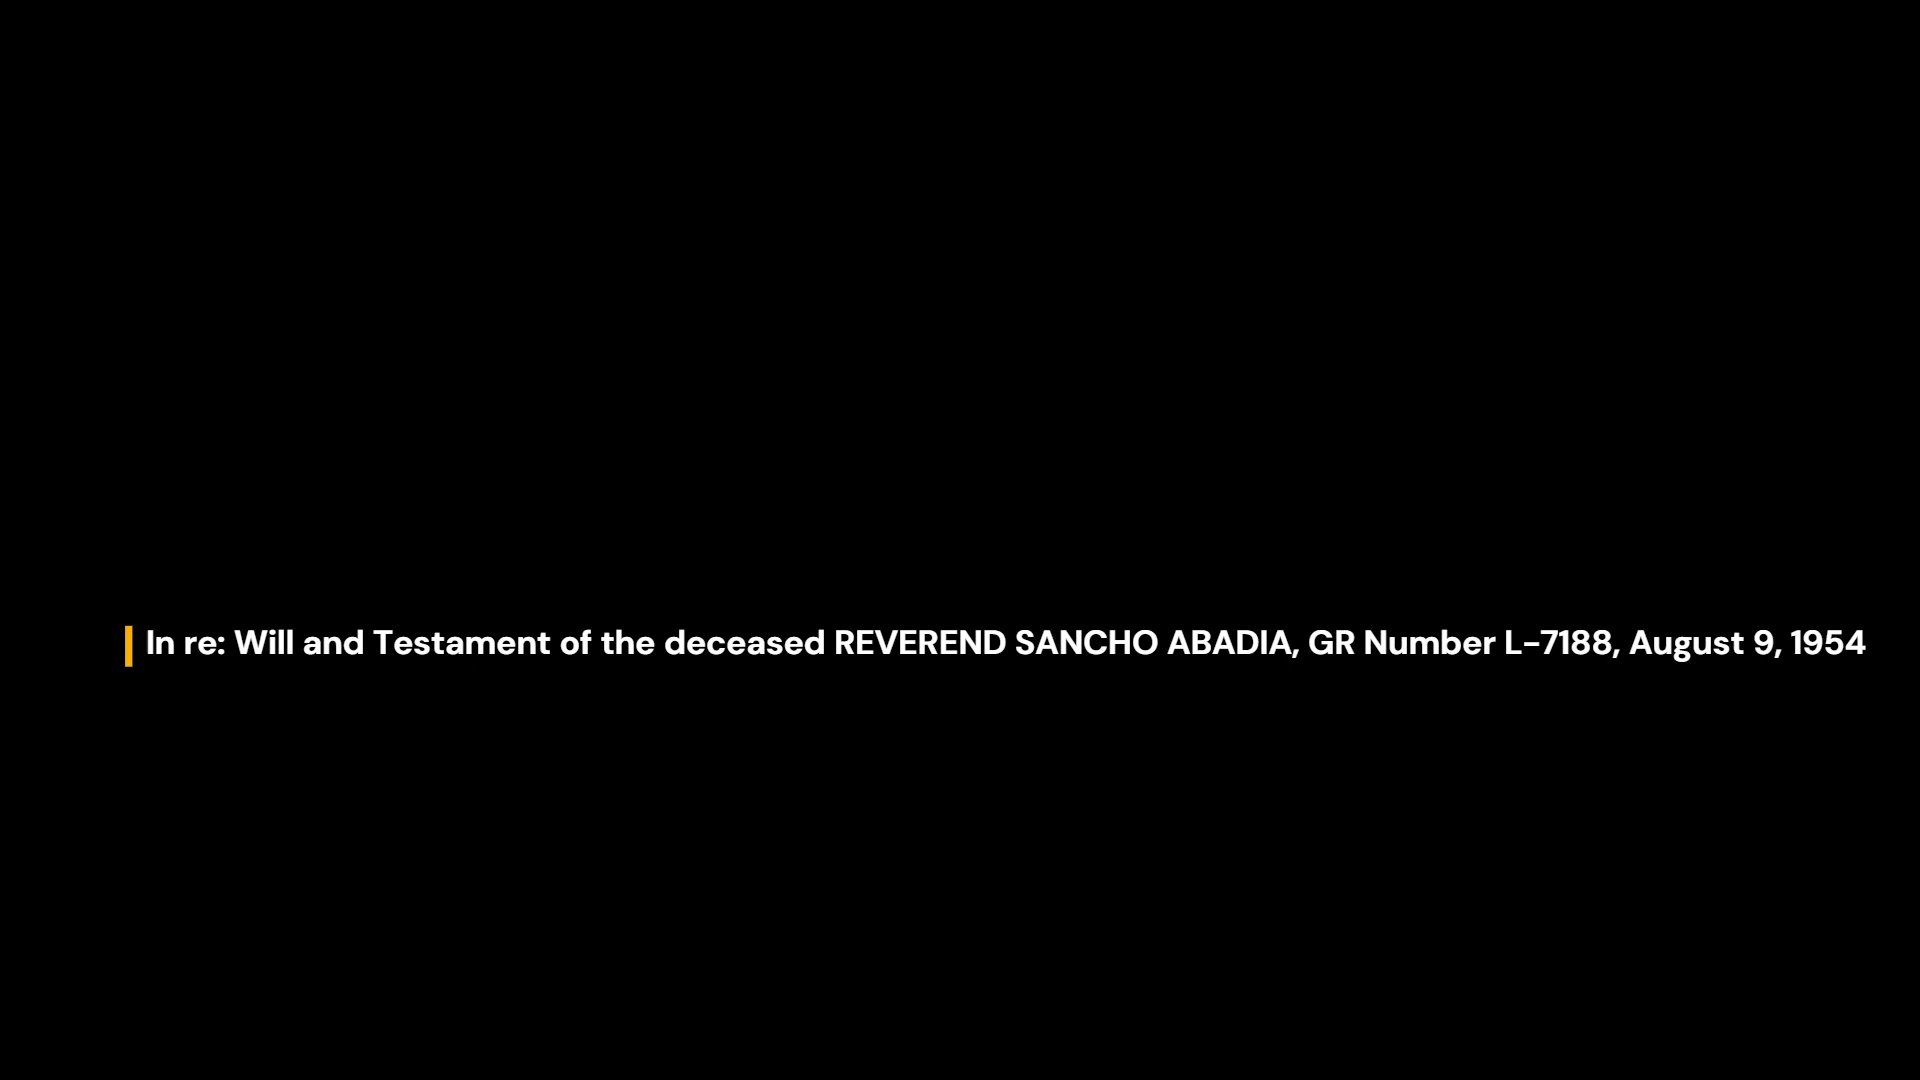 In re: Will and Testament of the deceased REVEREND SANCHO ABADIA, GR Number L-7188, August 9, 1954